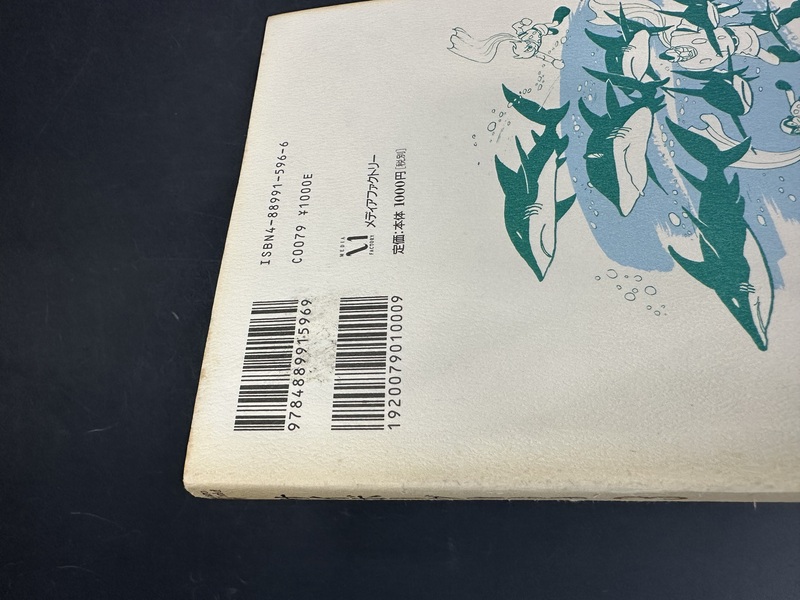 ISBN4-88991-596-6
C0079 ¥1000E
MEDIA FACTORY
メディアファクトリー
定価:本体 1000円 [税別]
9784889915969
1920079010009